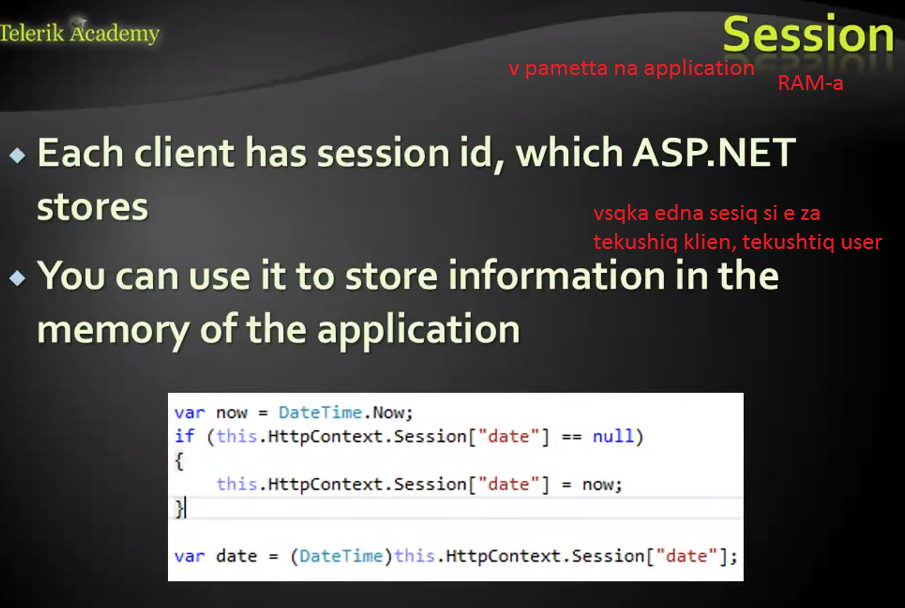 Telerik Academy
Session
v pametta na application
RAM-a
Each client has session id, which ASP.NET
stores
vsqka edna sesiq si e za
tekushiq klien, tekushtiq user
You can use it to store information in the
memory of the application
var now = DateTime.Now;
if (this.HttpContext.Session["date"] == null)
{
this.HttpContext.Session["date"] = now;
}
var date = (DateTime)this.HttpContext.Session["date"];